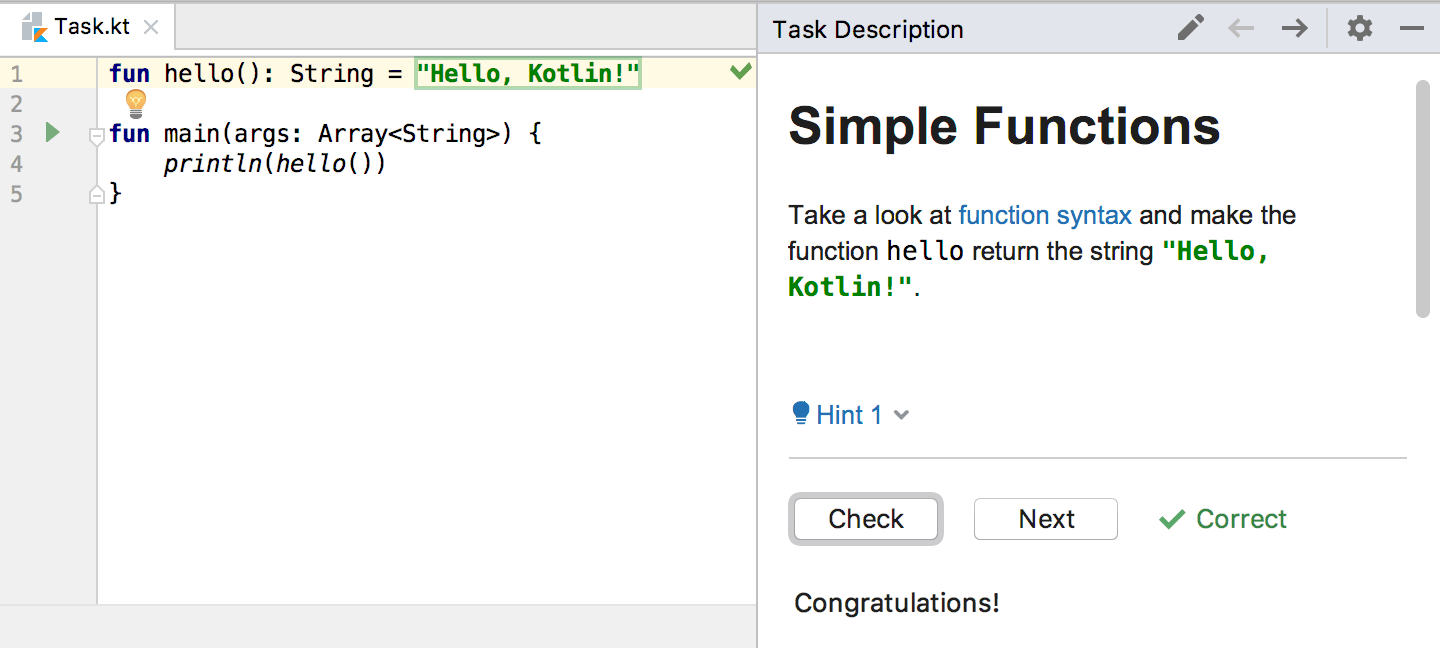 Task.kt
1 fun hello(): String = "Hello, Kotlin!"
2
3 fun main(args: Array<String>) {
4     println(hello())
5 }
Task Description
Simple Functions
Take a look at function syntax and make the
function hello return the string "Hello,
Kotlin!".
Hint 1
Check Next Correct
Congratulations!